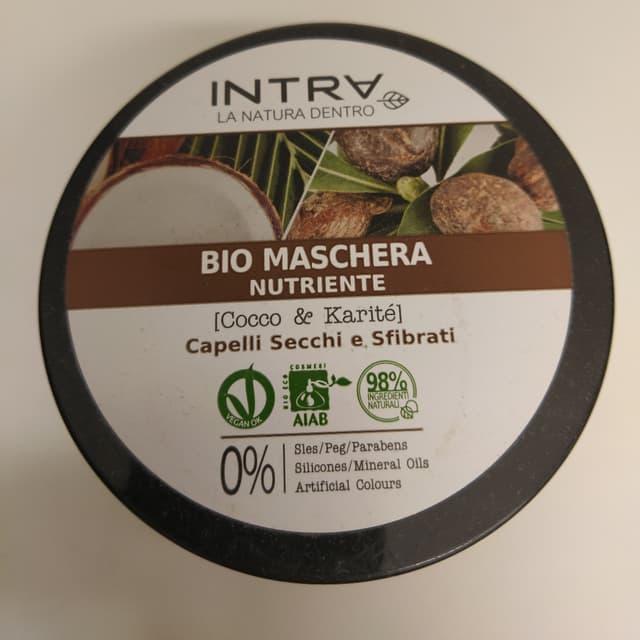 INTRA
LA NATURA DENTRO
BIO MASCHERA
NUTRIENTE
[Cocco & Karité]
Capelli Secchi e Sfibrati
VEGAN OK
COSMESI
BIO ECO
AIAB
98%
INGREDIENTI
NATURALI
0%
Sles/Peg/Parabens
Silicones/Mineral Oils
Artificial Colours